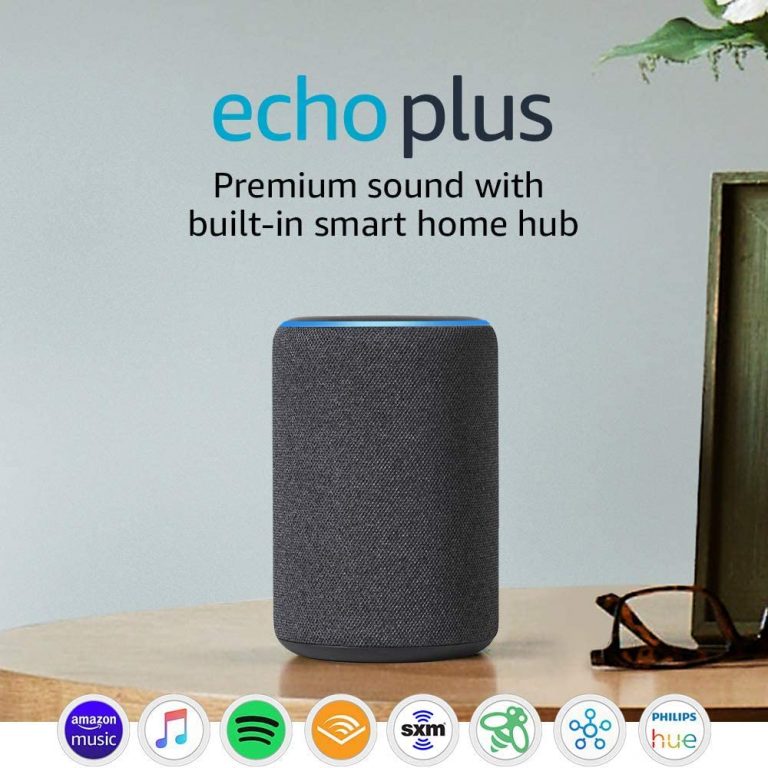 echo plus
Premium sound with
built-in smart home hub
amazon
music
sxm
PHILIPS
hue